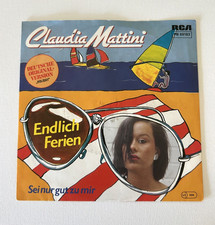 Claudia Mattini
RCA
DEUTSCHE
ORIGINAL-
VERSION
Endlich
Ferien
Sei nur gut zu mir